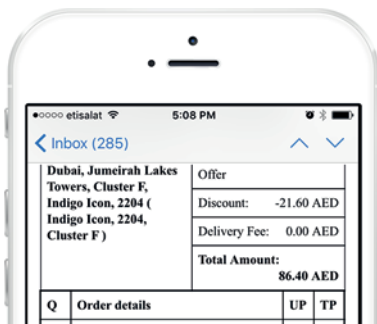 etisalat 5:08 PM
Inbox (285)
Dubai, Jumeirah Lakes
Towers, Cluster F,
Indigo Icon, 2204 (
Indigo Icon, 2204,
Cluster F )
Offer
Discount: -21.60 AED
Delivery Fee: 0.00 AED
Total Amount:
86.40 AED
Q Order details UP TP